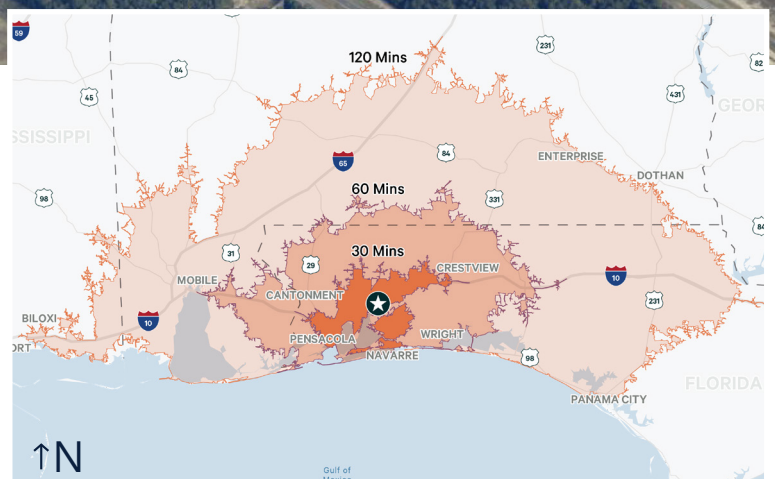 59
120 Mins
231
84
82
45
431
GEOR
SSISSIPPI
84
65
ENTERPRISE
DOTHAN
60 Mins
98
331
84
30 Mins
31
29
CRESTVIEW
10
MOBILE
CANTONMENT
231
BILOXI
10
PENSACOLA
WRIGHT
ORT
NAVARRE
98
FLORIDA
PANAMA CITY
↑N
Gulf of
Mexico